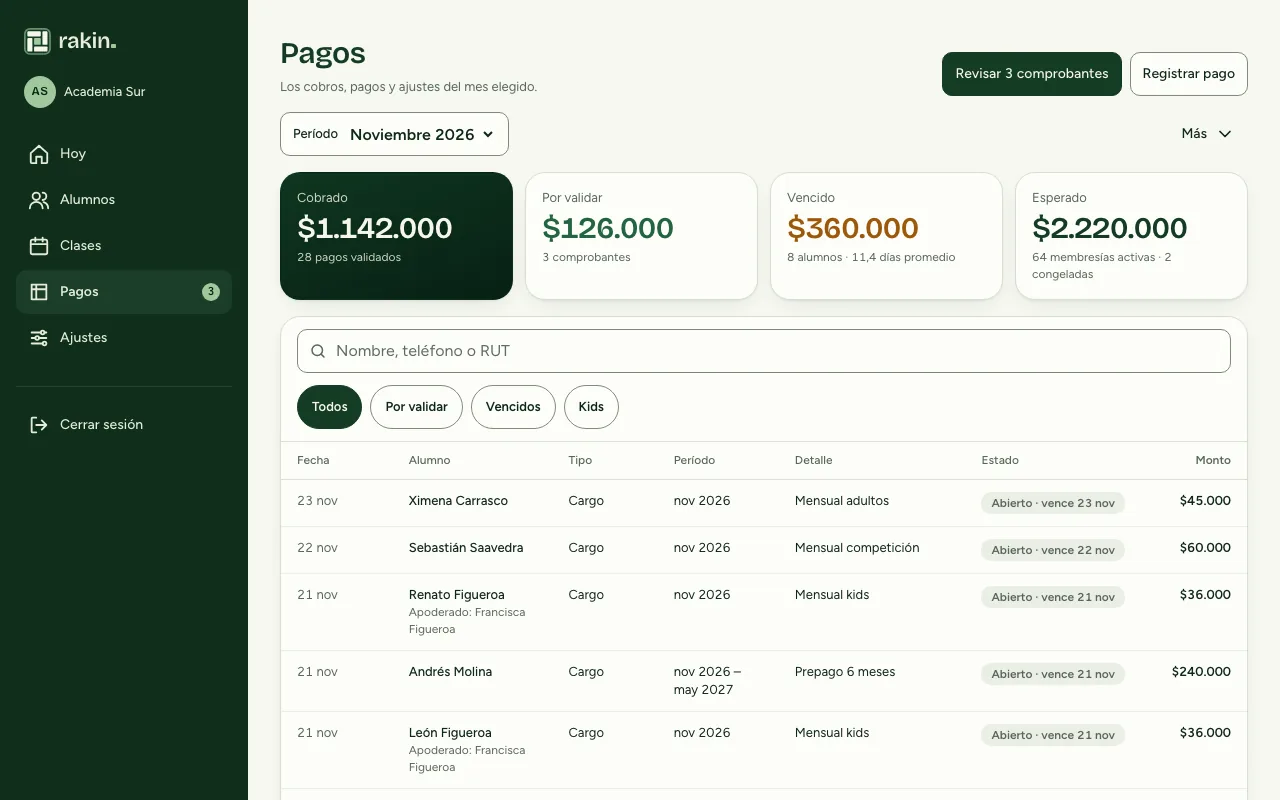 rakin.
AS Academia Sur
Hoy
Alumnos
Clases
Pagos 3
Ajustes
Cerrar sesión
Pagos
Los cobros, pagos y ajustes del mes elegido.
Revisar 3 comprobantes
Registrar pago
Período Noviembre 2026
Más
Cobrado
$1.142.000
28 pagos validados
Por validar
$126.000
3 comprobantes
Vencido
$360.000
8 alumnos · 11,4 días promedio
Esperado
$2.220.000
64 membresías activas · 2
congeladas
Nombre, teléfono o RUT
Todos Por validar Vencidos Kids
Fecha Alumno Tipo Período Detalle Estado Monto
23 nov Ximena Carrasco Cargo nov 2026 Mensual adultos Abierto · vence 23 nov $45.000
22 nov Sebastián Saavedra Cargo nov 2026 Mensual competición Abierto · vence 22 nov $60.000
21 nov Renato Figueroa Cargo nov 2026 Mensual kids Abierto · vence 21 nov $36.000
Apoderado: Francisca
Figueroa
21 nov Andrés Molina Cargo nov 2026 – Prepago 6 meses Abierto · vence 21 nov $240.000
may 2027
21 nov León Figueroa Cargo nov 2026 Mensual kids Abierto · vence 21 nov $36.000
Apoderado: Francisca
Figueroa